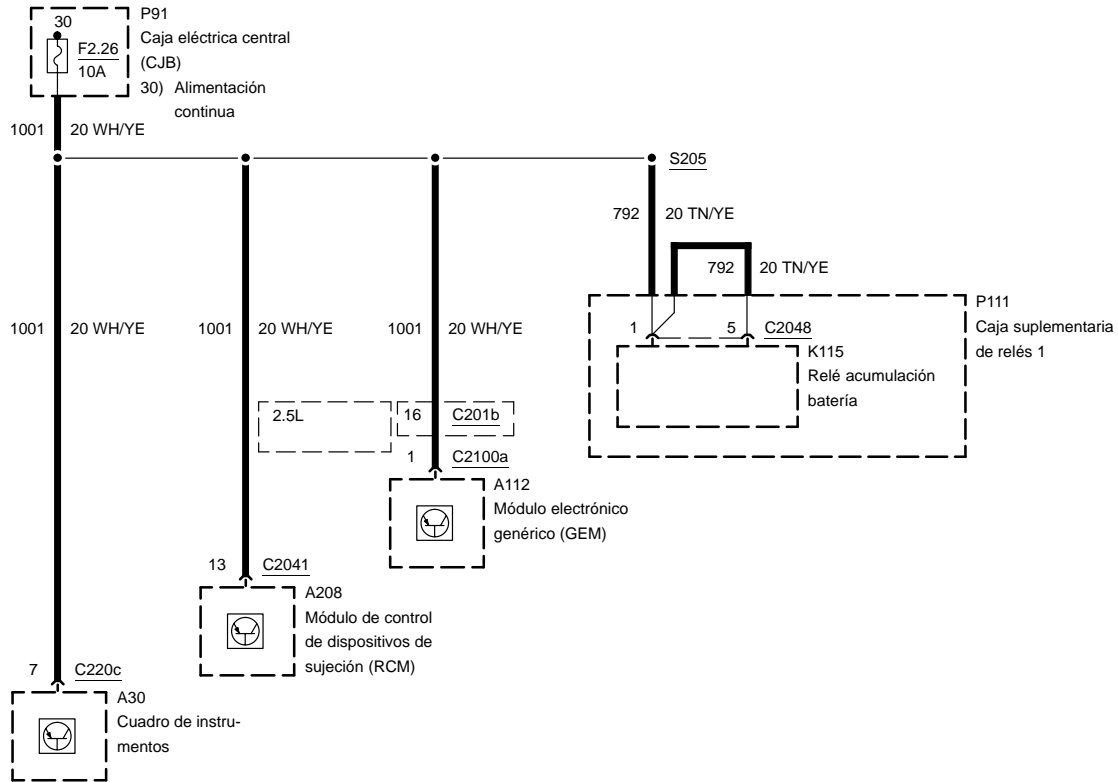 30
F2.26
10A
P91
Caja eléctrica central
(CJB)
30) Alimentación
continua
1001 20 WH/YE
S205
792 20 TN/YE
792 20 TN/YE
1001 20 WH/YE
1001 20 WH/YE
1001 20 WH/YE
P111
Caja suplementaria
de relés 1
1 5 C2048
K115
Relé acumulación
batería
2.5L
16 C201b
1 C2100a
A112
Módulo electrónico
genérico (GEM)
13 C2041
A208
Módulo de control
de dispositivos de
sujeción (RCM)
7 C220c
A30
Cuadro de instru-
mentos